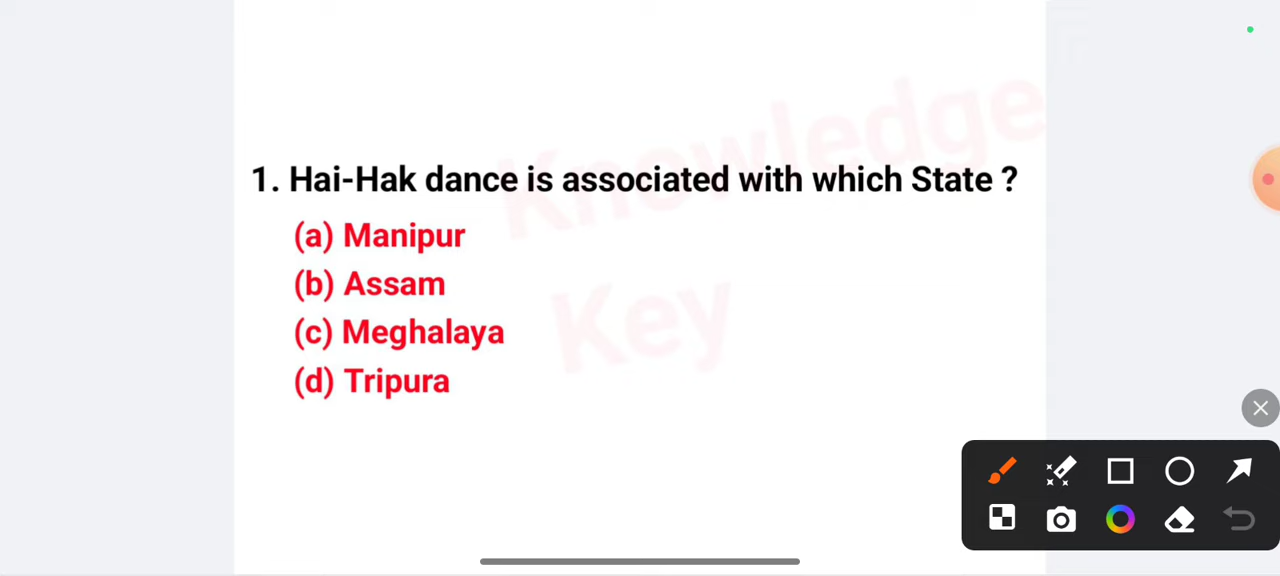 Knowledge
1. Hai-Hak dance is associated with which State ?
(a) Manipur
(b) Assam
Key
(c) Meghalaya
(d) Tripura